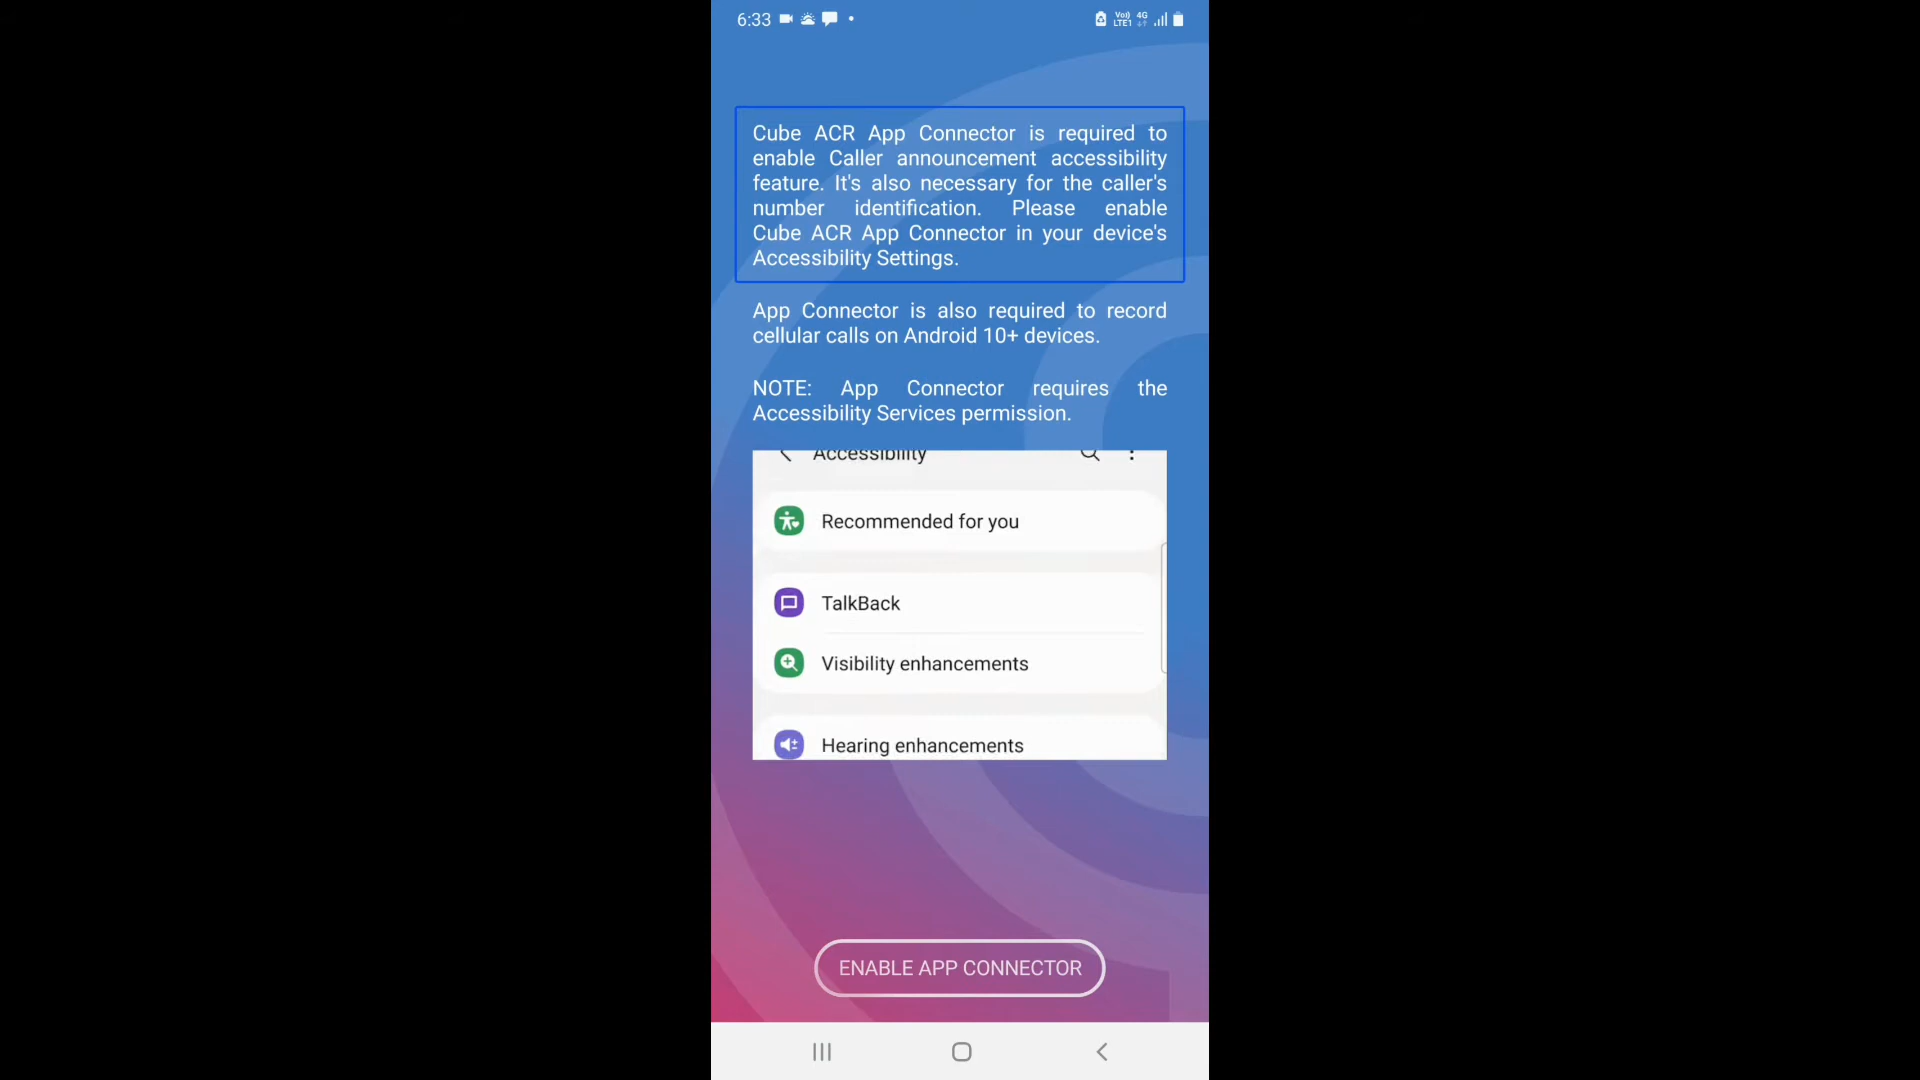 6:33
Vo)) 4G
LTE1
Cube ACR App Connector is required to
enable Caller announcement accessibility
feature. It's also necessary for the caller's
number identification. Please enable
Cube ACR App Connector in your device's
Accessibility Settings.
App Connector is also required to record
cellular calls on Android 10+ devices.
NOTE: App Connector requires the
Accessibility Services permission.
Accessibility
Recommended for you
TalkBack
Visibility enhancements
Hearing enhancements
ENABLE APP CONNECTOR